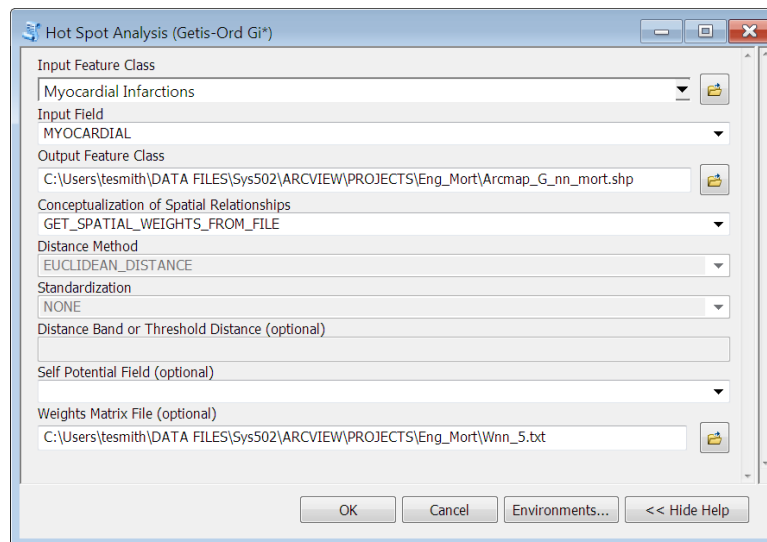 Hot Spot Analysis (Getis-Ord Gi*)
Input Feature Class
Myocardial Infarctions
Input Field
MYOCARDIAL
Output Feature Class
C:\Users\tesmith\DATA FILES\Sys502\ARCVIEW\PROJECTS\Eng_Mort\Arcmap_G_nn_mort.shp
Conceptualization of Spatial Relationships
GET_SPATIAL_WEIGHTS_FROM_FILE
Distance Method
EUCLIDEAN_DISTANCE
Standardization
NONE
Distance Band or Threshold Distance (optional)
Self Potential Field (optional)
Weights Matrix File (optional)
C:\Users\tesmith\DATA FILES\Sys502\ARCVIEW\PROJECTS\Eng_Mort\Wnn_5.txt
OK Cancel Environments... << Hide Help